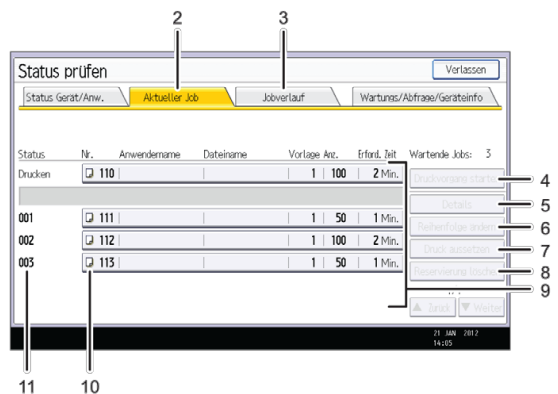 2 3
Status prüfen Verlassen
Status Gerät/Anw. Aktueller Job Jobverlauf Wartungs/Abfrage/Geräteinfo
Status Nr. Anwendername Dateiname Vorlage Anz. Erford. Zeit Wartende Jobs: 3
Drucken 110 1 100 2 Min. Druckvorgang starte 4
Details 5
001 111 1 50 1 Min. Reihenfolge ändern 6
002 112 1 100 2 Min. Druck aussetzen 7
003 113 1 50 1 Min. Reservierung lösche 8
9
▲ Zurück ▼ Weiter
21 JAN 2012
14:05
11 10